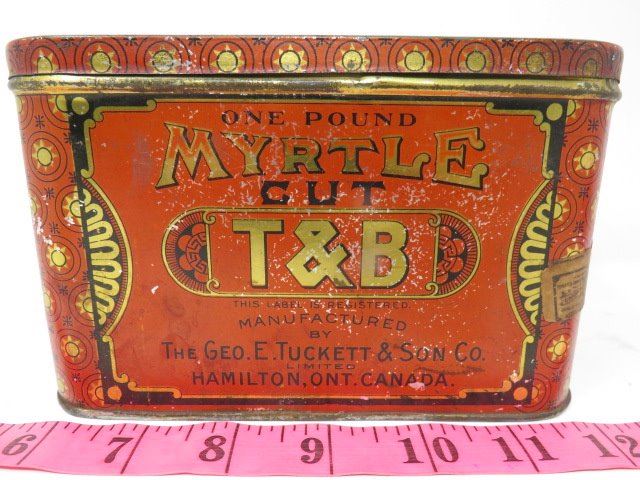 ONE POUND
MYRTLE
CUT
T&B
THIS LABEL IS REGISTERED.
MANUFACTURED
BY
THE GEO. E. TUCKETT & SON CO.
LIMITED
HAMILTON, ONT. CANADA.
6 7 8 9 10 11 12